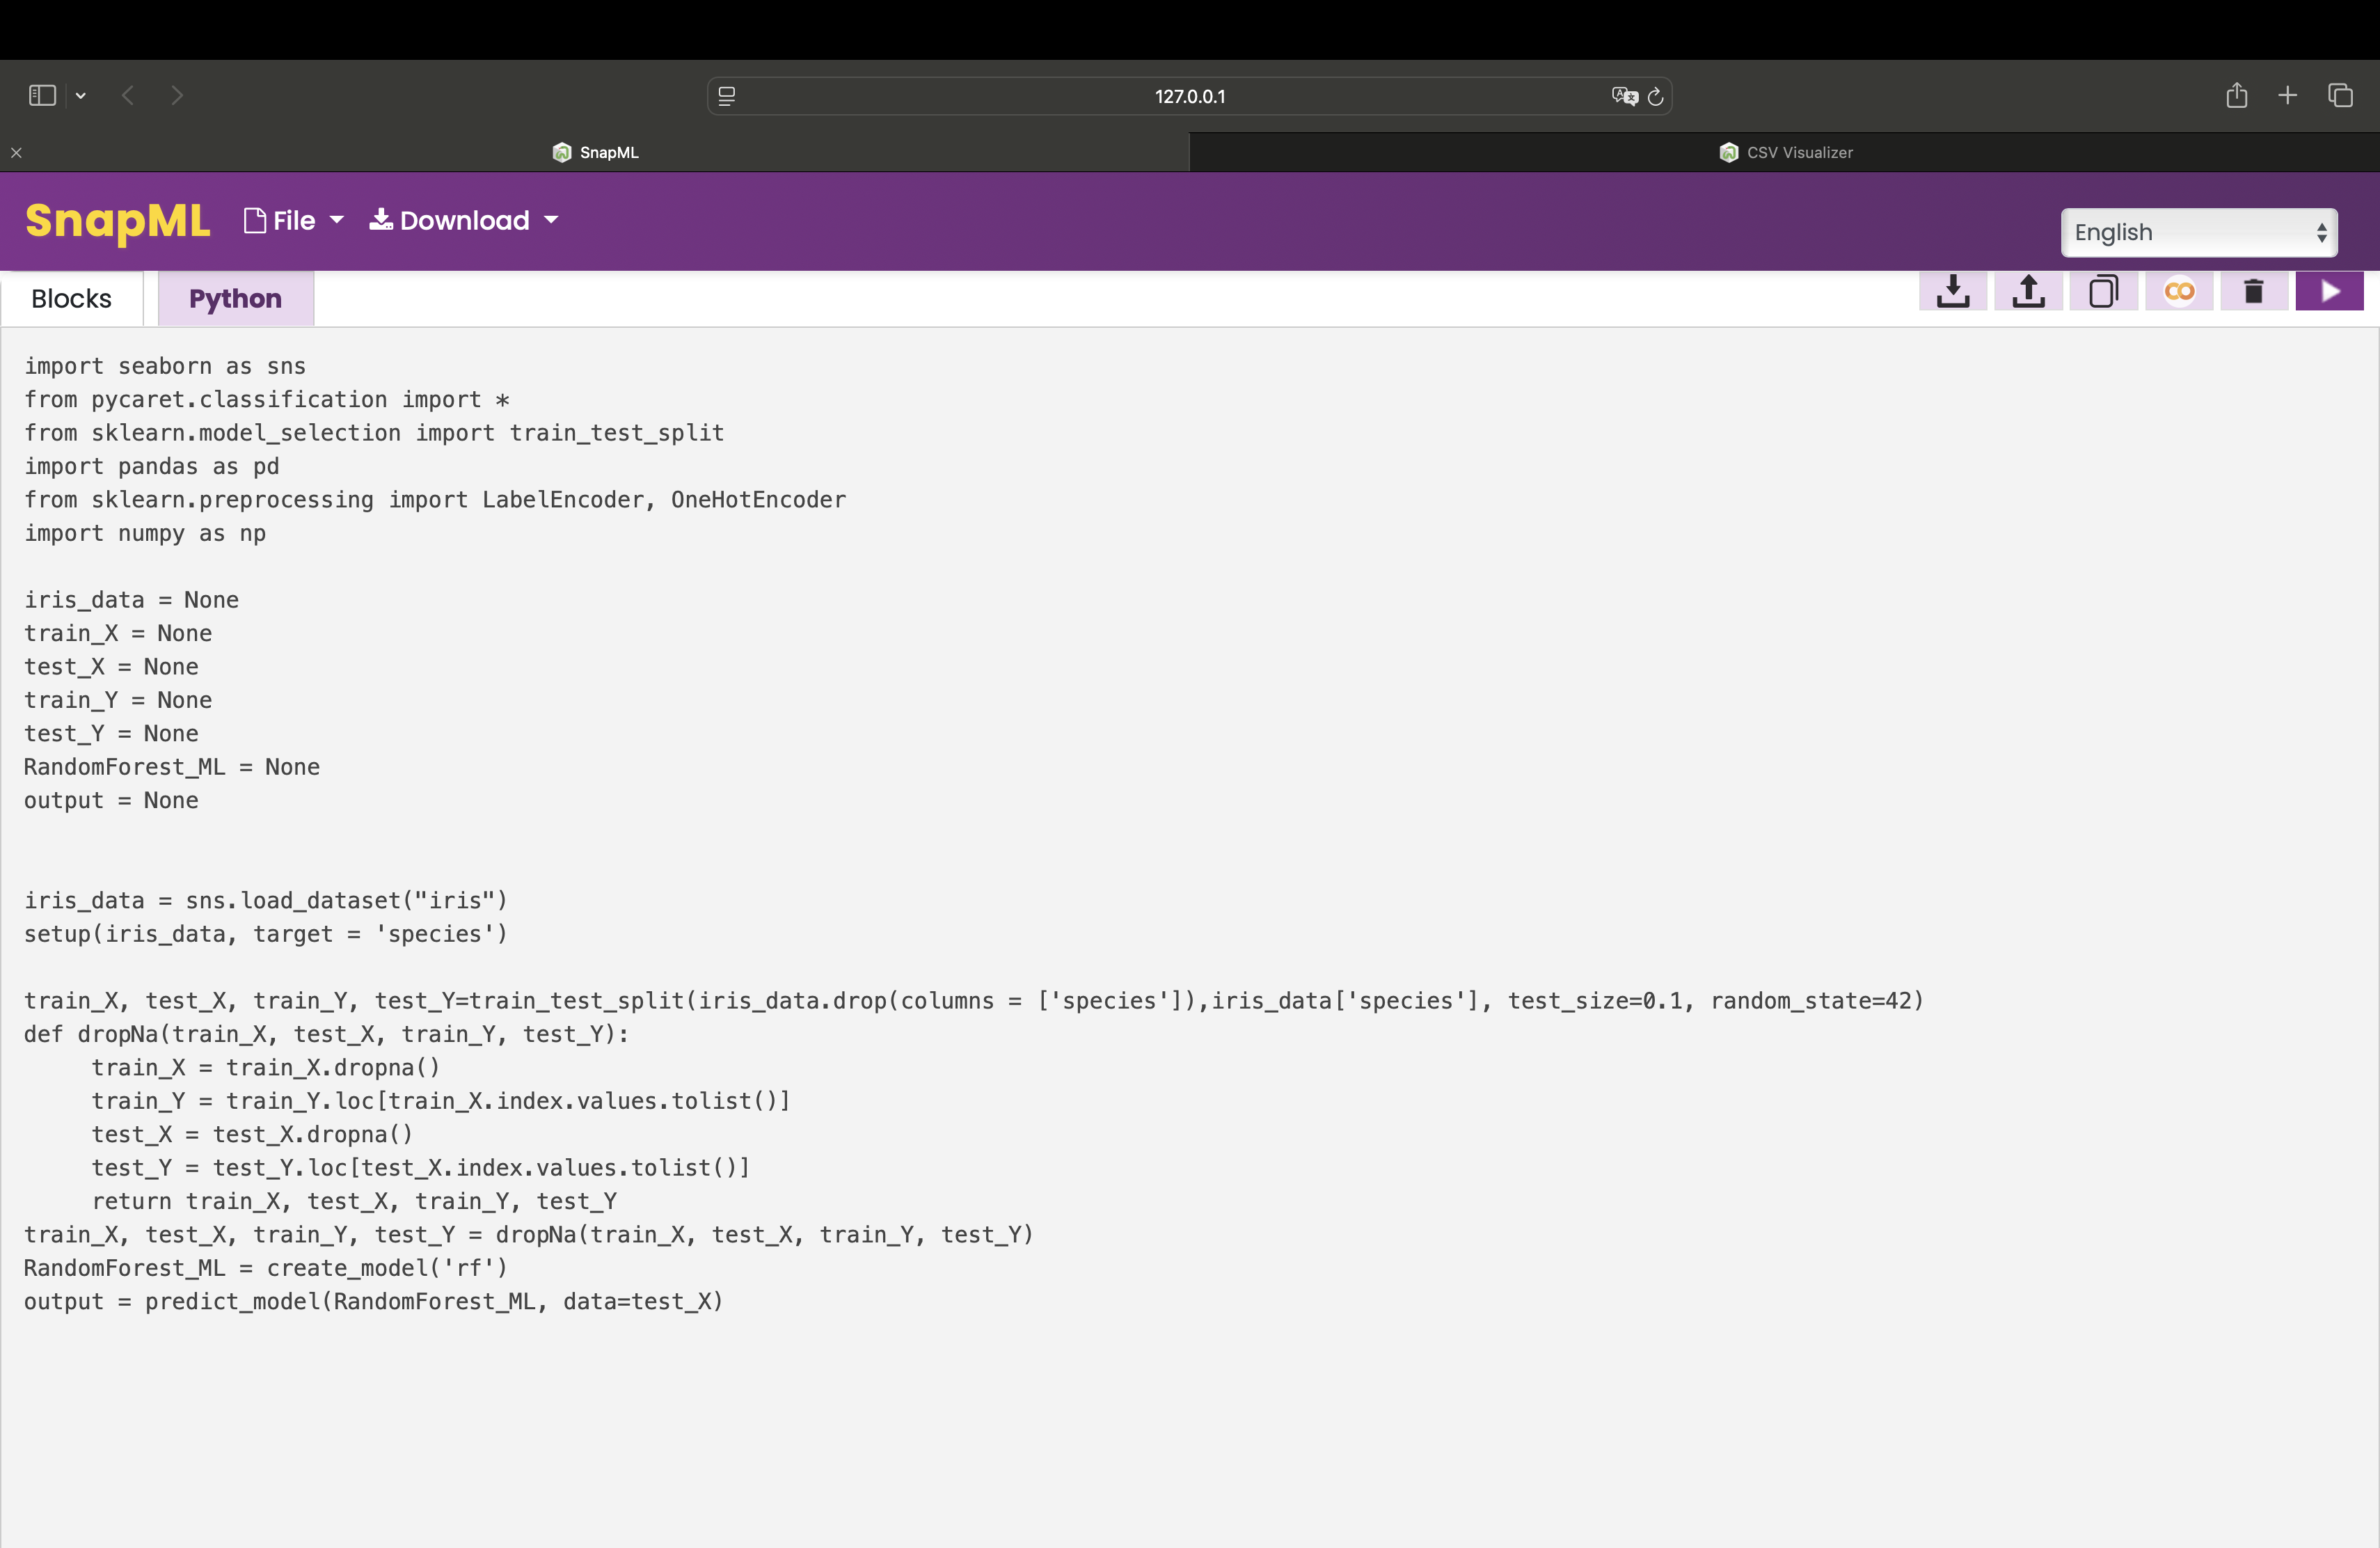 127.0.0.1
SnapML
CSV Visualizer
SnapML File Download English
Blocks Python
import seaborn as sns
from pycaret.classification import *
from sklearn.model_selection import train_test_split
import pandas as pd
from sklearn.preprocessing import LabelEncoder, OneHotEncoder
import numpy as np

iris_data = None
train_X = None
test_X = None
train_Y = None
test_Y = None
RandomForest_ML = None
output = None

iris_data = sns.load_dataset("iris")
setup(iris_data, target = 'species')

train_X, test_X, train_Y, test_Y=train_test_split(iris_data.drop(columns = ['species']),iris_data['species'], test_size=0.1, random_state=42)
def dropNa(train_X, test_X, train_Y, test_Y):
     train_X = train_X.dropna()
     train_Y = train_Y.loc[train_X.index.values.tolist()]
     test_X = test_X.dropna()
     test_Y = test_Y.loc[test_X.index.values.tolist()]
     return train_X, test_X, train_Y, test_Y
train_X, test_X, train_Y, test_Y = dropNa(train_X, test_X, train_Y, test_Y)
RandomForest_ML = create_model('rf')
output = predict_model(RandomForest_ML, data=test_X)